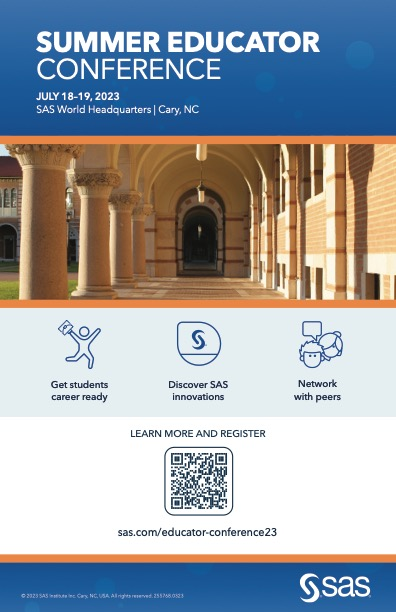 SUMMER EDUCATOR
CONFERENCE
JULY 18–19, 2023
SAS World Headquarters | Cary, NC
Get students
career ready
Discover SAS
innovations
Network
with peers
LEARN MORE AND REGISTER
sas.com/educator-conference23
© 2023 SAS Institute Inc. Cary, NC, USA. All rights reserved. 255768.0323
sas